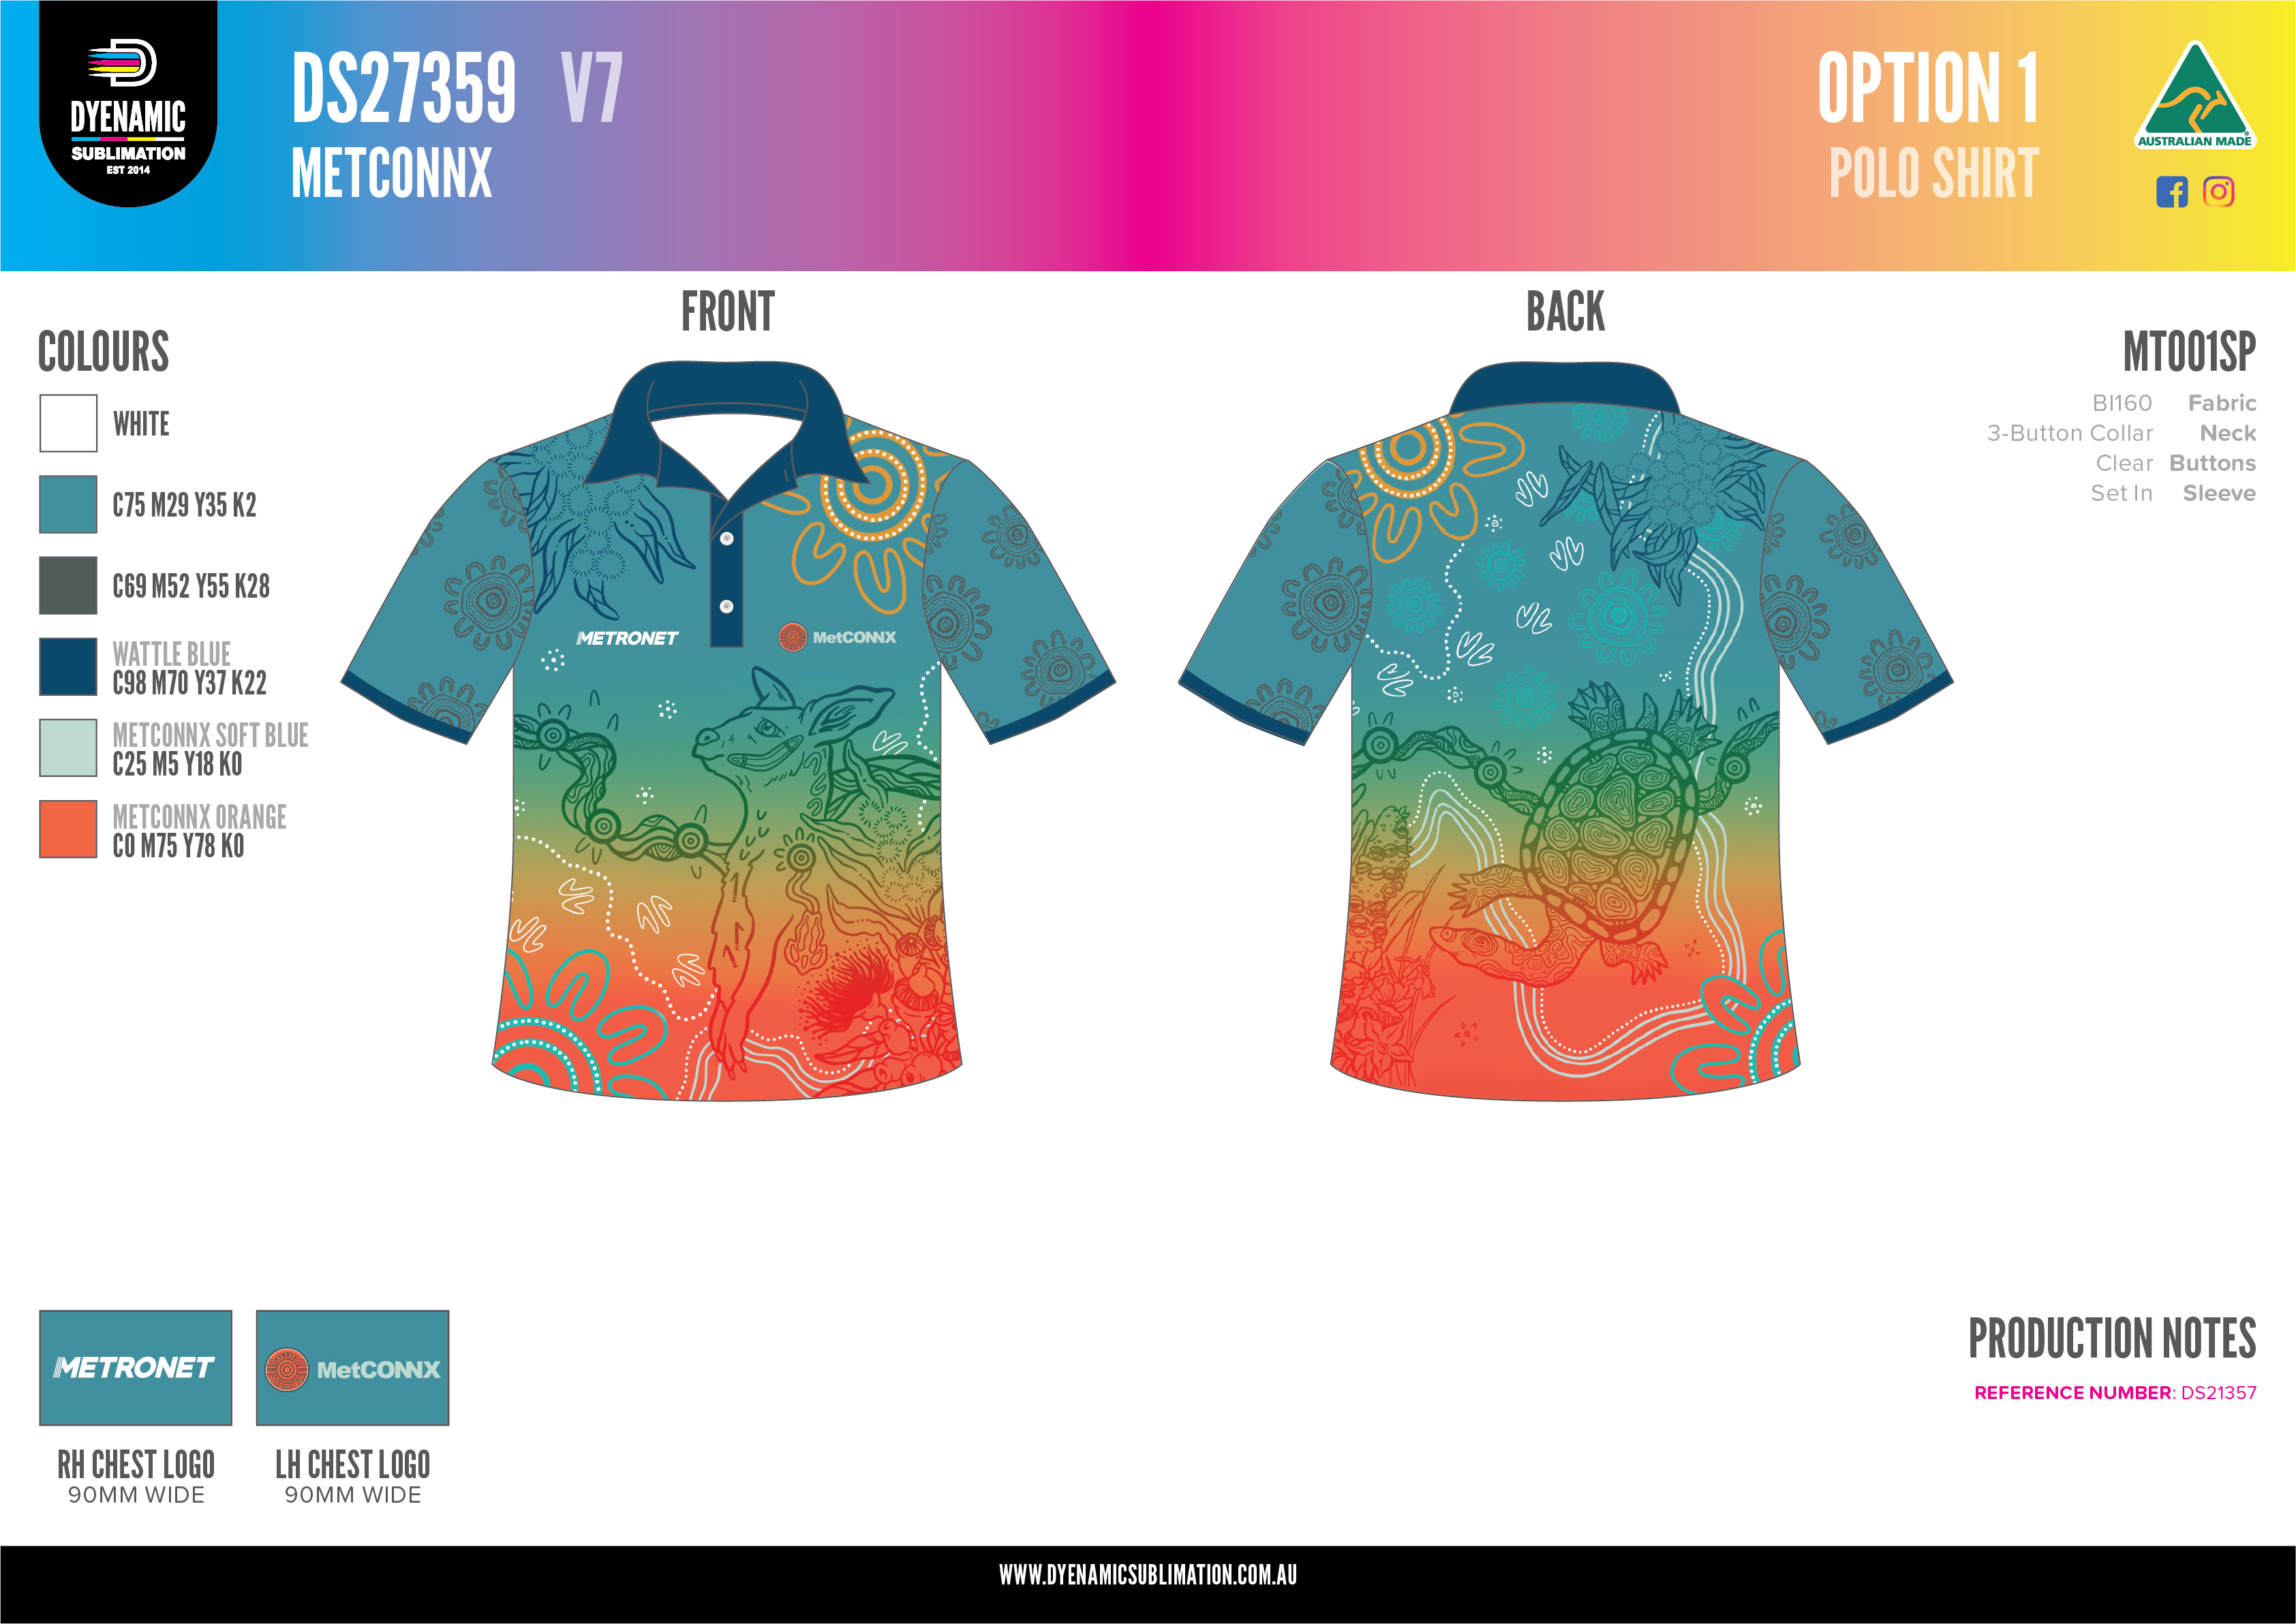 DYENAMIC
SUBLIMATION
EST 2014
DS27359 V7
METCONNX
OPTION 1
POLO SHIRT
AUSTRALIAN MADE
FRONT
BACK
COLOURS
WHITE
C75 M29 Y35 K2
C69 M52 Y55 K28
WATTLE BLUE
C98 M70 Y37 K22
METCONNX SOFT BLUE
C25 M5 Y18 K0
METCONNX ORANGE
C0 M75 Y78 K0
METRONET
MetCONNX
MT001SP
BI160 Fabric
3-Button Collar Neck
Clear Buttons
Set In Sleeve
METRONET
MetCONNX
RH CHEST LOGO
90MM WIDE
LH CHEST LOGO
90MM WIDE
PRODUCTION NOTES
REFERENCE NUMBER: DS21357
WWW.DYENAMICSUBLIMATION.COM.AU